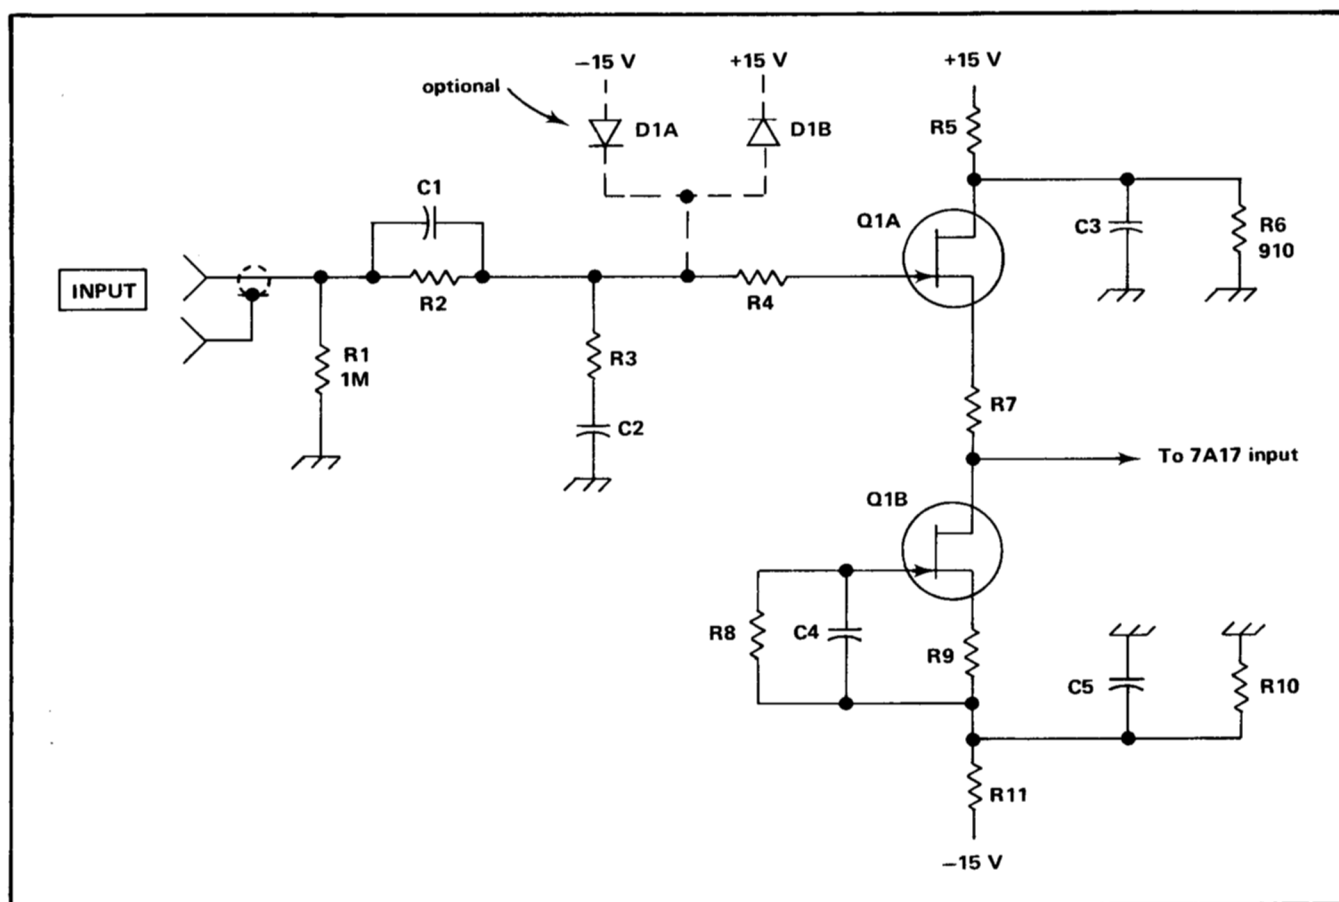 −15 V
+15 V
+15 V
optional
D1A
D1B
R5
C1
Q1A
C3
R6
910
INPUT
R2
R4
R1
1M
R3
C2
R7
To 7A17 input
Q1B
R8
C4
R9
C5
R10
R11
−15 V